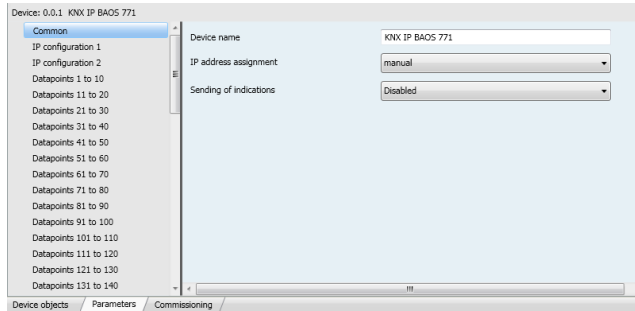 Device: 0.0.1 KNX IP BAOS 771
Common
IP configuration 1
IP configuration 2
Datapoints 1 to 10
Datapoints 11 to 20
Datapoints 21 to 30
Datapoints 31 to 40
Datapoints 41 to 50
Datapoints 51 to 60
Datapoints 61 to 70
Datapoints 71 to 80
Datapoints 81 to 90
Datapoints 91 to 100
Datapoints 101 to 110
Datapoints 111 to 120
Datapoints 121 to 130
Datapoints 131 to 140
Device name KNX IP BAOS 771
IP address assignment manual
Sending of indications Disabled
Device objects Parameters Commissioning